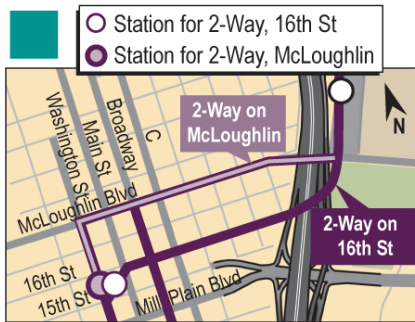 Station for 2-Way, 16th St
Station for 2-Way, McLoughlin
2-Way on
McLoughlin
N
Washington St
Main St
Broadway
C
McLoughlin Blvd
2-Way on
16th St
16th St
15th St
Mill Plain Blvd